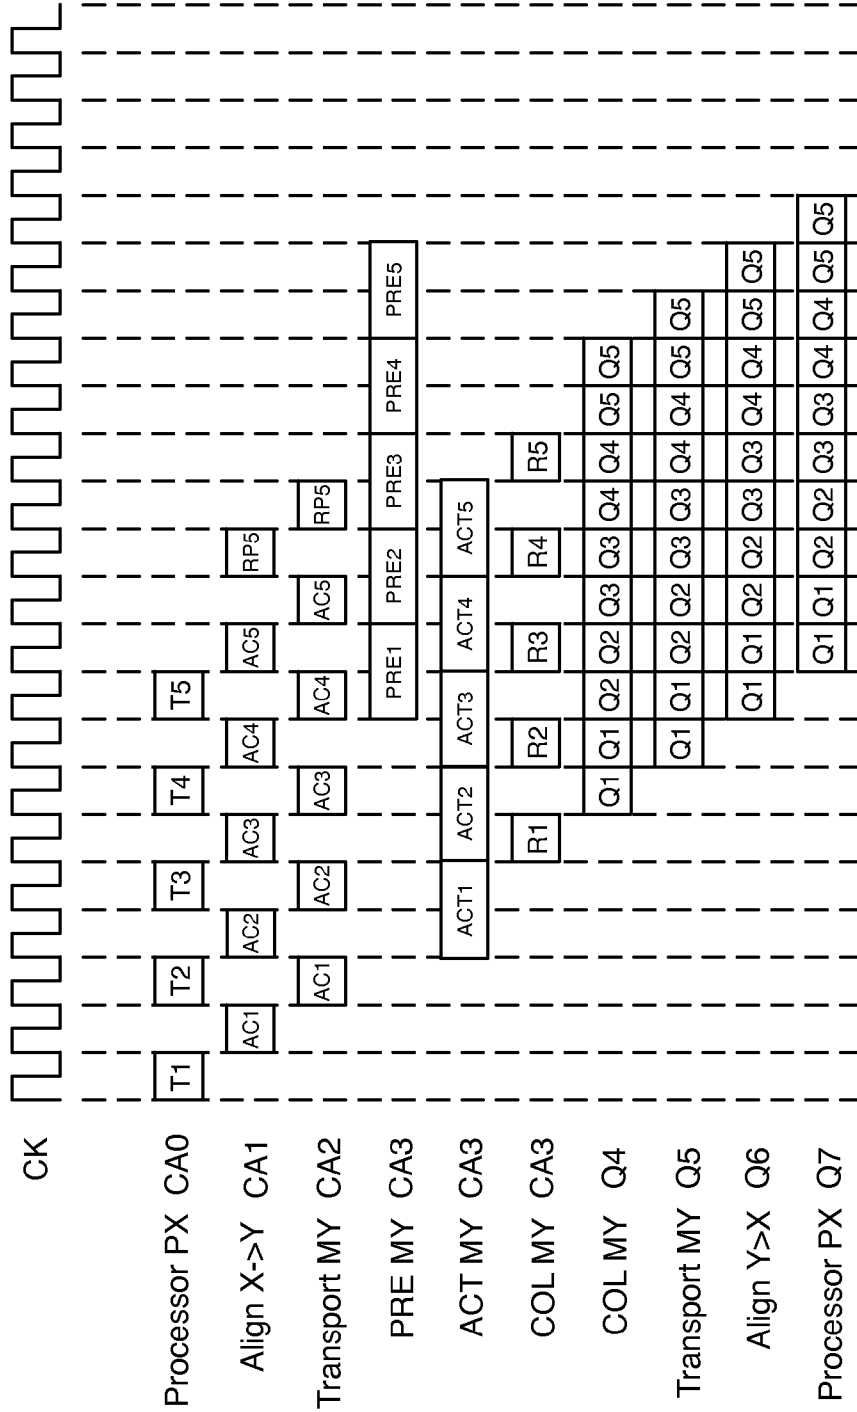 CK
Processor PX CA0 T1 T2 T3 T4 T5
Align X->Y CA1 AC1 AC2 AC3 AC4 AC5 RP5
Transport MY CA2 AC1 AC2 AC3 AC4 AC5 RP5
PRE MY CA3 PRE1 PRE2 PRE3 PRE4 PRE5
ACT MY CA3 ACT1 ACT2 ACT3 ACT4 ACT5
COL MY CA3 R1 R2 R3 R4 R5
COL MY Q4 Q1 Q1 Q2 Q2 Q3 Q3 Q4 Q4 Q5 Q5
Transport MY Q5 Q1 Q1 Q2 Q2 Q3 Q3 Q4 Q4 Q5 Q5
Align Y>X Q6 Q1 Q1 Q2 Q2 Q3 Q3 Q4 Q4 Q5 Q5
Processor PX Q7 Q1 Q1 Q2 Q2 Q3 Q3 Q4 Q4 Q5 Q5